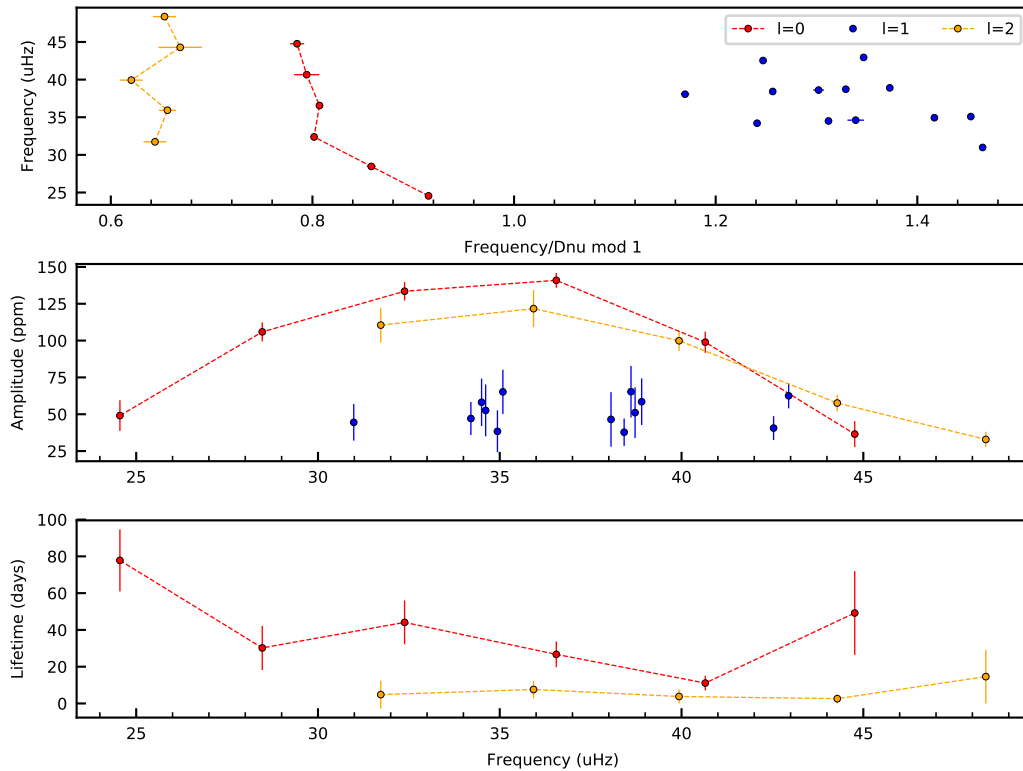 l=0 l=1 l=2
Frequency (uHz)
45
40
35
30
25
0.6 0.8 1.0 1.2 1.4
Frequency/Dnu mod 1
Amplitude (ppm)
150
125
100
75
50
25
25 30 35 40 45
Lifetime (days)
100
80
60
40
20
0
25 30 35 40 45
Frequency (uHz)